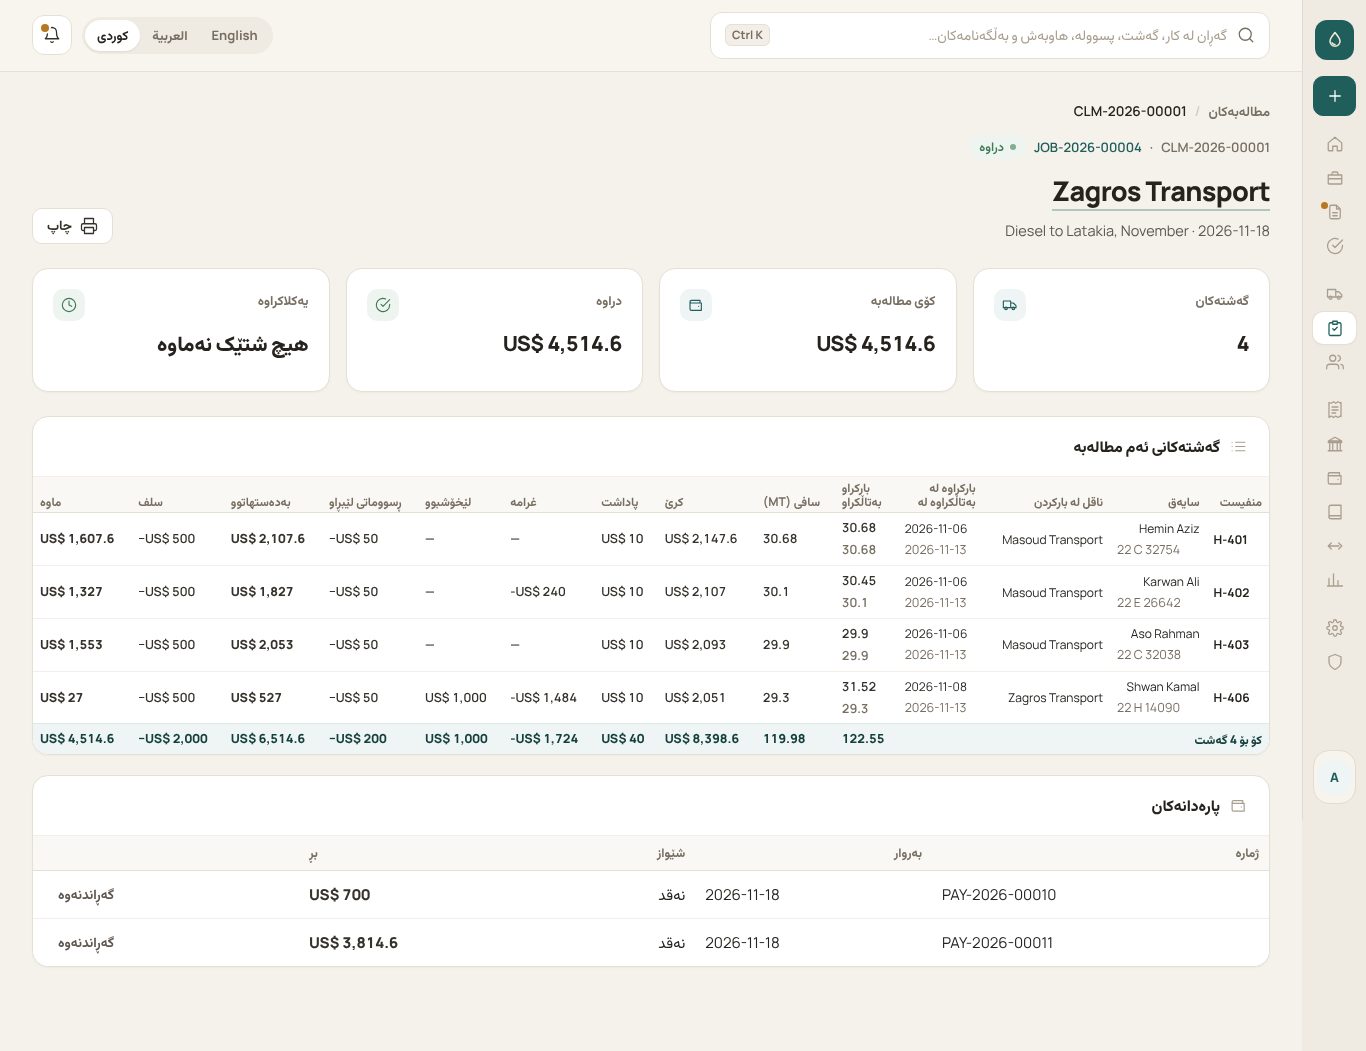 گەڕان لە کار، گەشت، پسوولە، هاوبەش و بەڵگەنامەکان...
Ctrl K
English
العربية
كوردی
مطالەبەکان / CLM-2026-00001
CLM-2026-00001 · JOB-2026-00004 دراوە
Zagros Transport
Diesel to Latakia, November · 2026-11-18
چاپ
گەشتەکان
4
کۆی مطالەبە
US$ 4,514.6
دراوە
US$ 4,514.6
یەکلاکراوە
هیچ شتێک نەماوە
گەشتەکانی ئەم مطالەبە
منفیست
سایەق
ناقل لە بارکردن
بارکراوە لە
بەتاڵکراوە لە
بارکراو
بەتاڵکراو
سافی (MT)
کرێ
پاداشت
غرامە
لێخۆشبوو
ڕسووماتی لێبڕاو
بەدەستهاتوو
سلف
ماوە
H-401 Hemin Aziz Masoud Transport 2026-11-06 30.68 30.68 US$ 2,147.6 US$ 10 — — −US$ 50 US$ 2,107.6 −US$ 500 US$ 1,607.6
22 C 32754 2026-11-13 30.68
H-402 Karwan Ali Masoud Transport 2026-11-06 30.45 30.1 US$ 2,107 US$ 10 -US$ 240 — −US$ 50 US$ 1,827 −US$ 500 US$ 1,327
22 E 26642 2026-11-13 30.1
H-403 Aso Rahman Masoud Transport 2026-11-06 29.9 29.9 US$ 2,093 US$ 10 — — −US$ 50 US$ 2,053 −US$ 500 US$ 1,553
22 C 32038 2026-11-13 29.9
H-406 Shwan Kamal Zagros Transport 2026-11-08 31.52 29.3 US$ 2,051 US$ 10 -US$ 1,484 US$ 1,000 −US$ 50 US$ 527 −US$ 500 US$ 27
22 H 14090 2026-11-13 29.3
کۆ بۆ 4 گەشت 122.55 119.98 US$ 8,398.6 US$ 40 -US$ 1,724 US$ 1,000 −US$ 200 US$ 6,514.6 −US$ 2,000 US$ 4,514.6
پارەدانەکان
ژمارە بەروار شێواز بڕ
PAY-2026-00010 2026-11-18 نەقد US$ 700 گەڕاندنەوە
PAY-2026-00011 2026-11-18 نەقد US$ 3,814.6 گەڕاندنەوە
A